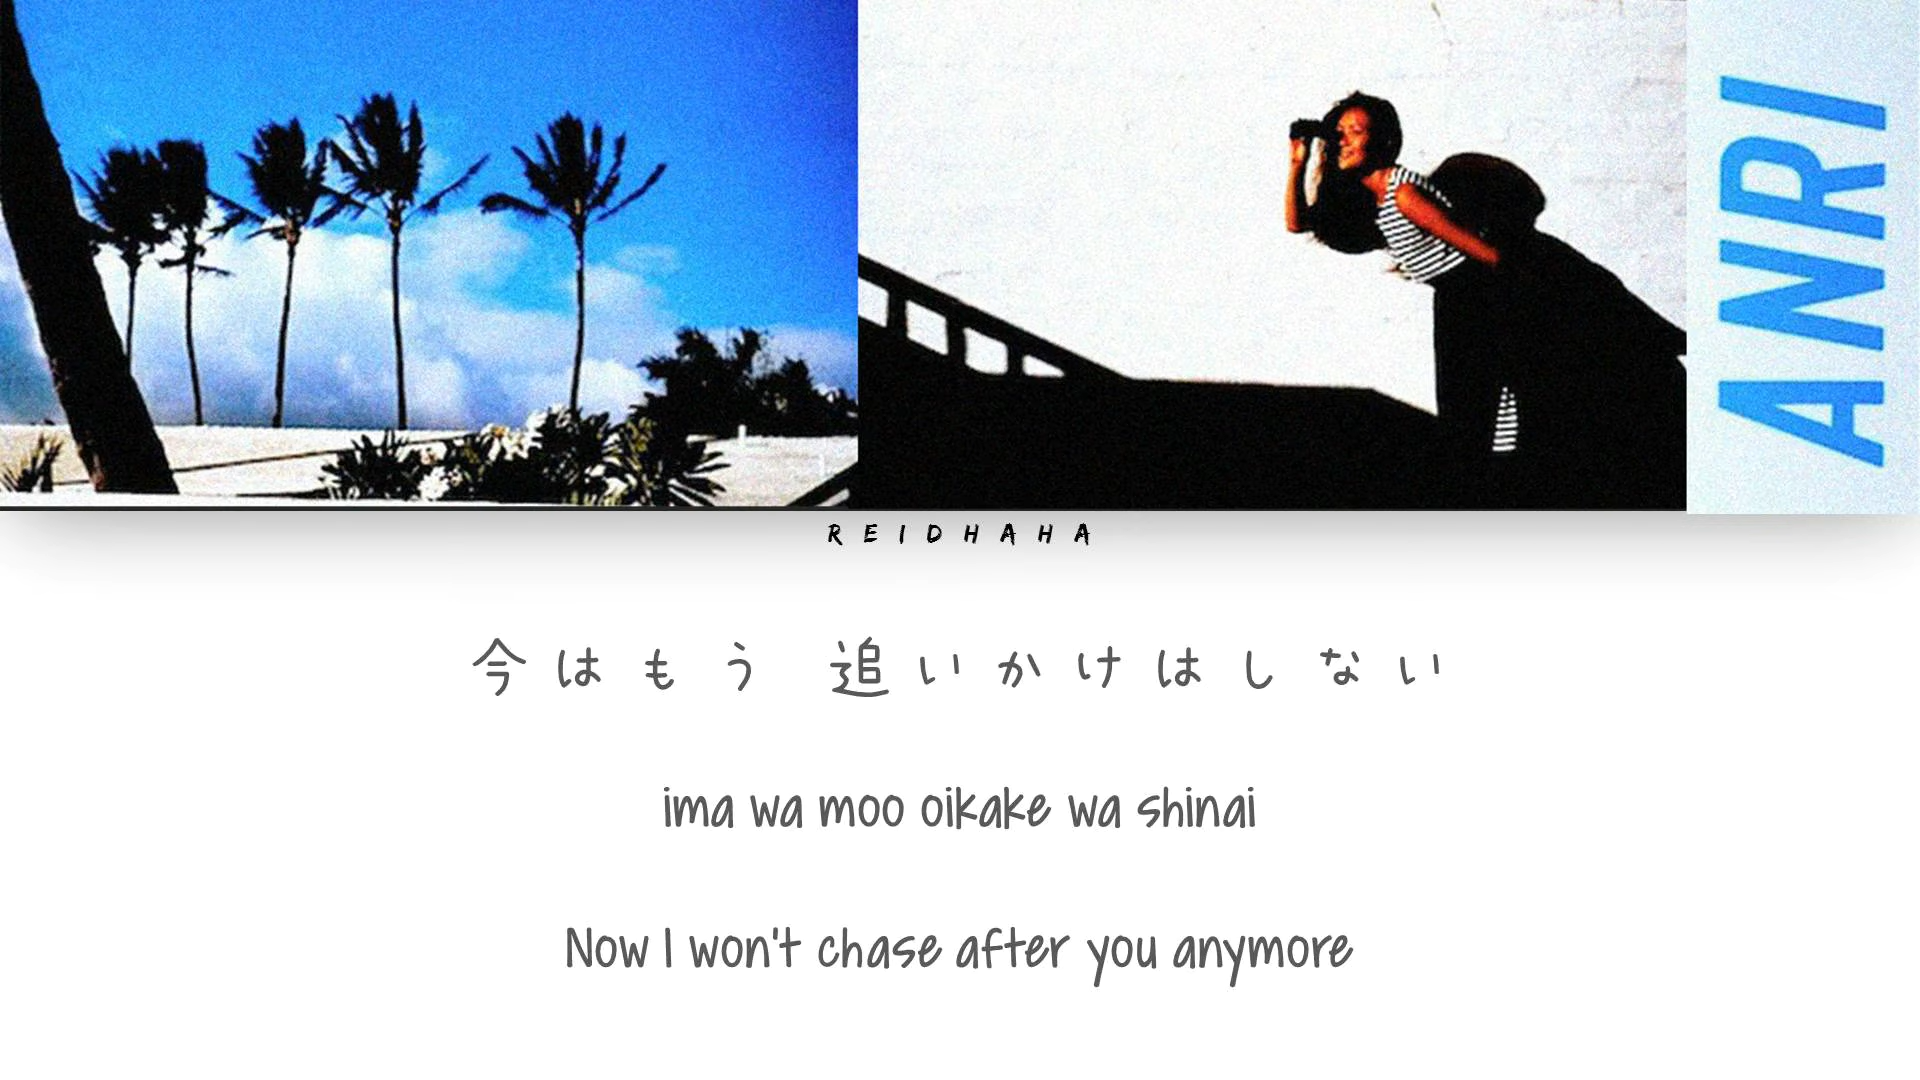 ANRI
REIDHAHA
今はもう 追いかけはしない
ima wa moo oikake wa shinai
Now I won't chase after you anymore